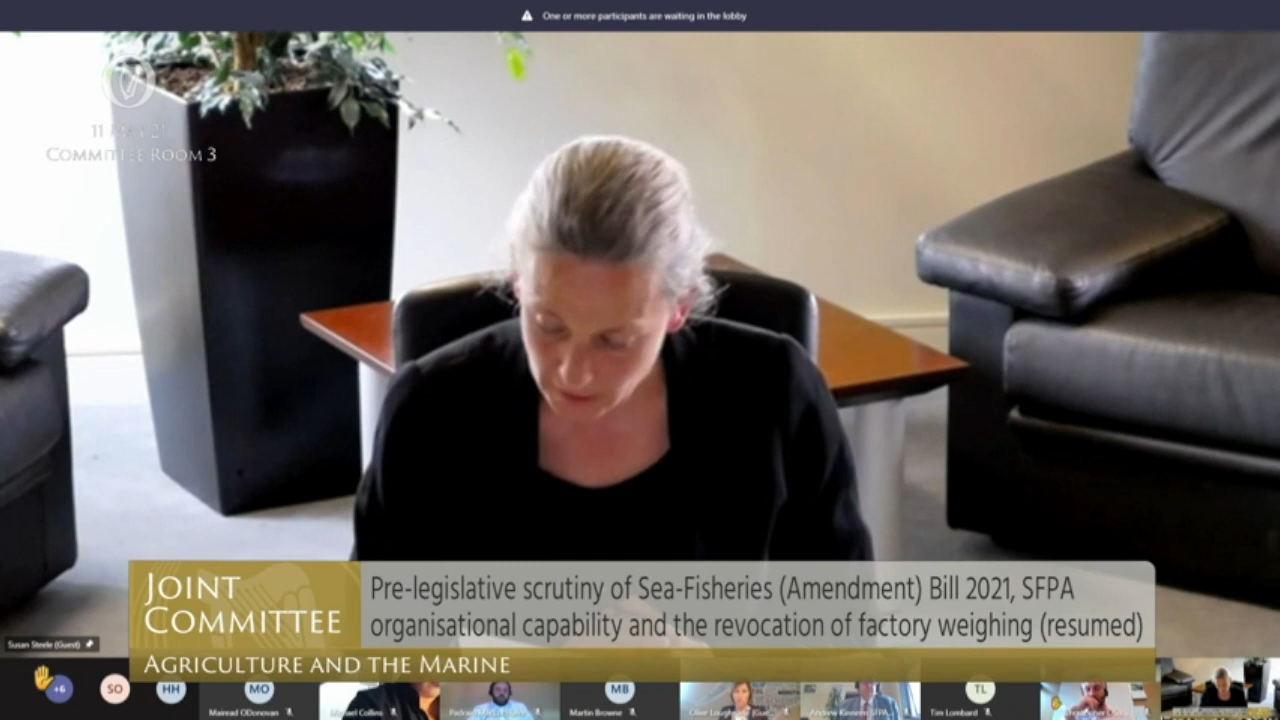 One or more participants are waiting in the lobby
11 MAY 21
COMMITTEE ROOM 3
JOINT
COMMITTEE
Pre-legislative scrutiny of Sea-Fisheries (Amendment) Bill 2021, SFPA
organisational capability and the revocation of factory weighing (resumed)
Susan Steele (Guest)
AGRICULTURE AND THE MARINE
+6
SO
HH
MO
MB
TL
Mairead ODonovan
Michael Collins
Martin Browne
Andrew Kinneen SFPA...
Tim Lombard